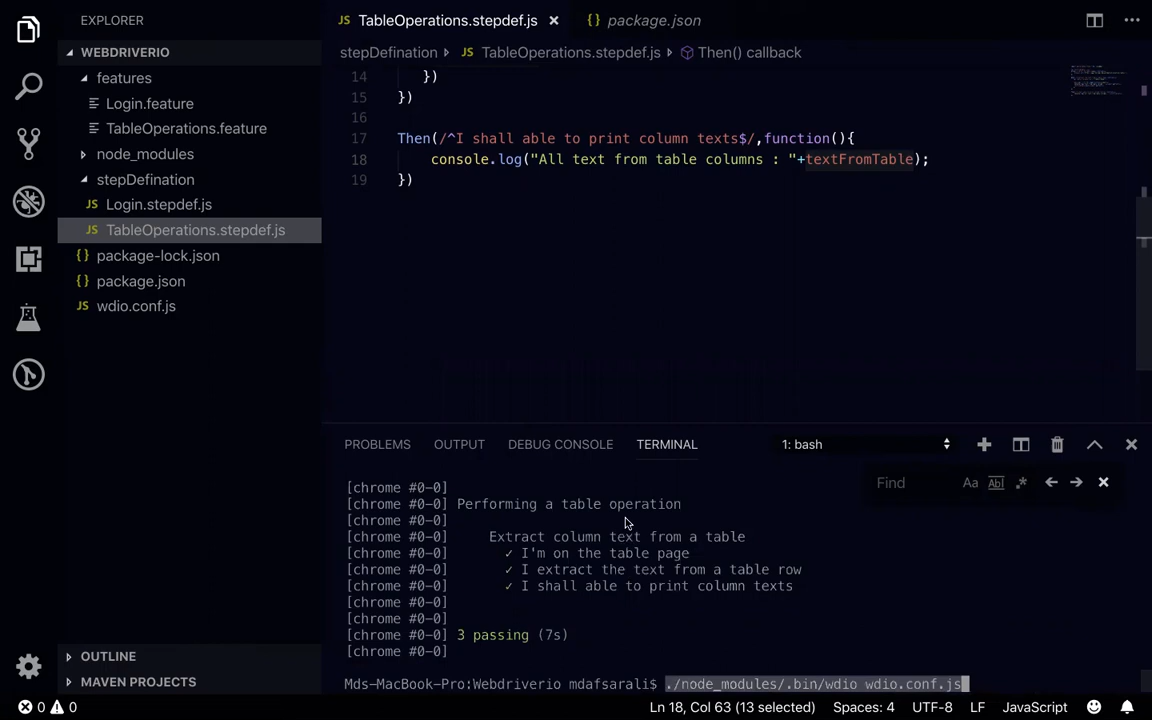 EXPLORER
TableOperations.stepdef.js
package.json
WEBDRIVERIO
stepDefination
TableOperations.stepdef.js
Then() callback
features
Login.feature
TableOperations.feature
node_modules
stepDefination
Login.stepdef.js
TableOperations.stepdef.js
package-lock.json
package.json
wdio.conf.js
14 })
15 })
16
17 Then(/^I shall able to print column texts$/,function(){
18 console.log("All text from table columns : "+textFromTable);
19 })
PROBLEMS OUTPUT DEBUG CONSOLE TERMINAL 1: bash
Find Aa Abl .*
[chrome #0-0]
[chrome #0-0] Performing a table operation
[chrome #0-0]
[chrome #0-0] Extract column text from a table
[chrome #0-0] ✓ I'm on the table page
[chrome #0-0] ✓ I extract the text from a table row
[chrome #0-0] ✓ I shall able to print column texts
[chrome #0-0]
[chrome #0-0]
[chrome #0-0] 3 passing (7s)
[chrome #0-0]
Mds-MacBook-Pro:Webdriverio mdafsarali$ ./node_modules/.bin/wdio wdio.conf.js
OUTLINE
MAVEN PROJECTS
0 0
Ln 18, Col 63 (13 selected) Spaces: 4 UTF-8 LF JavaScript